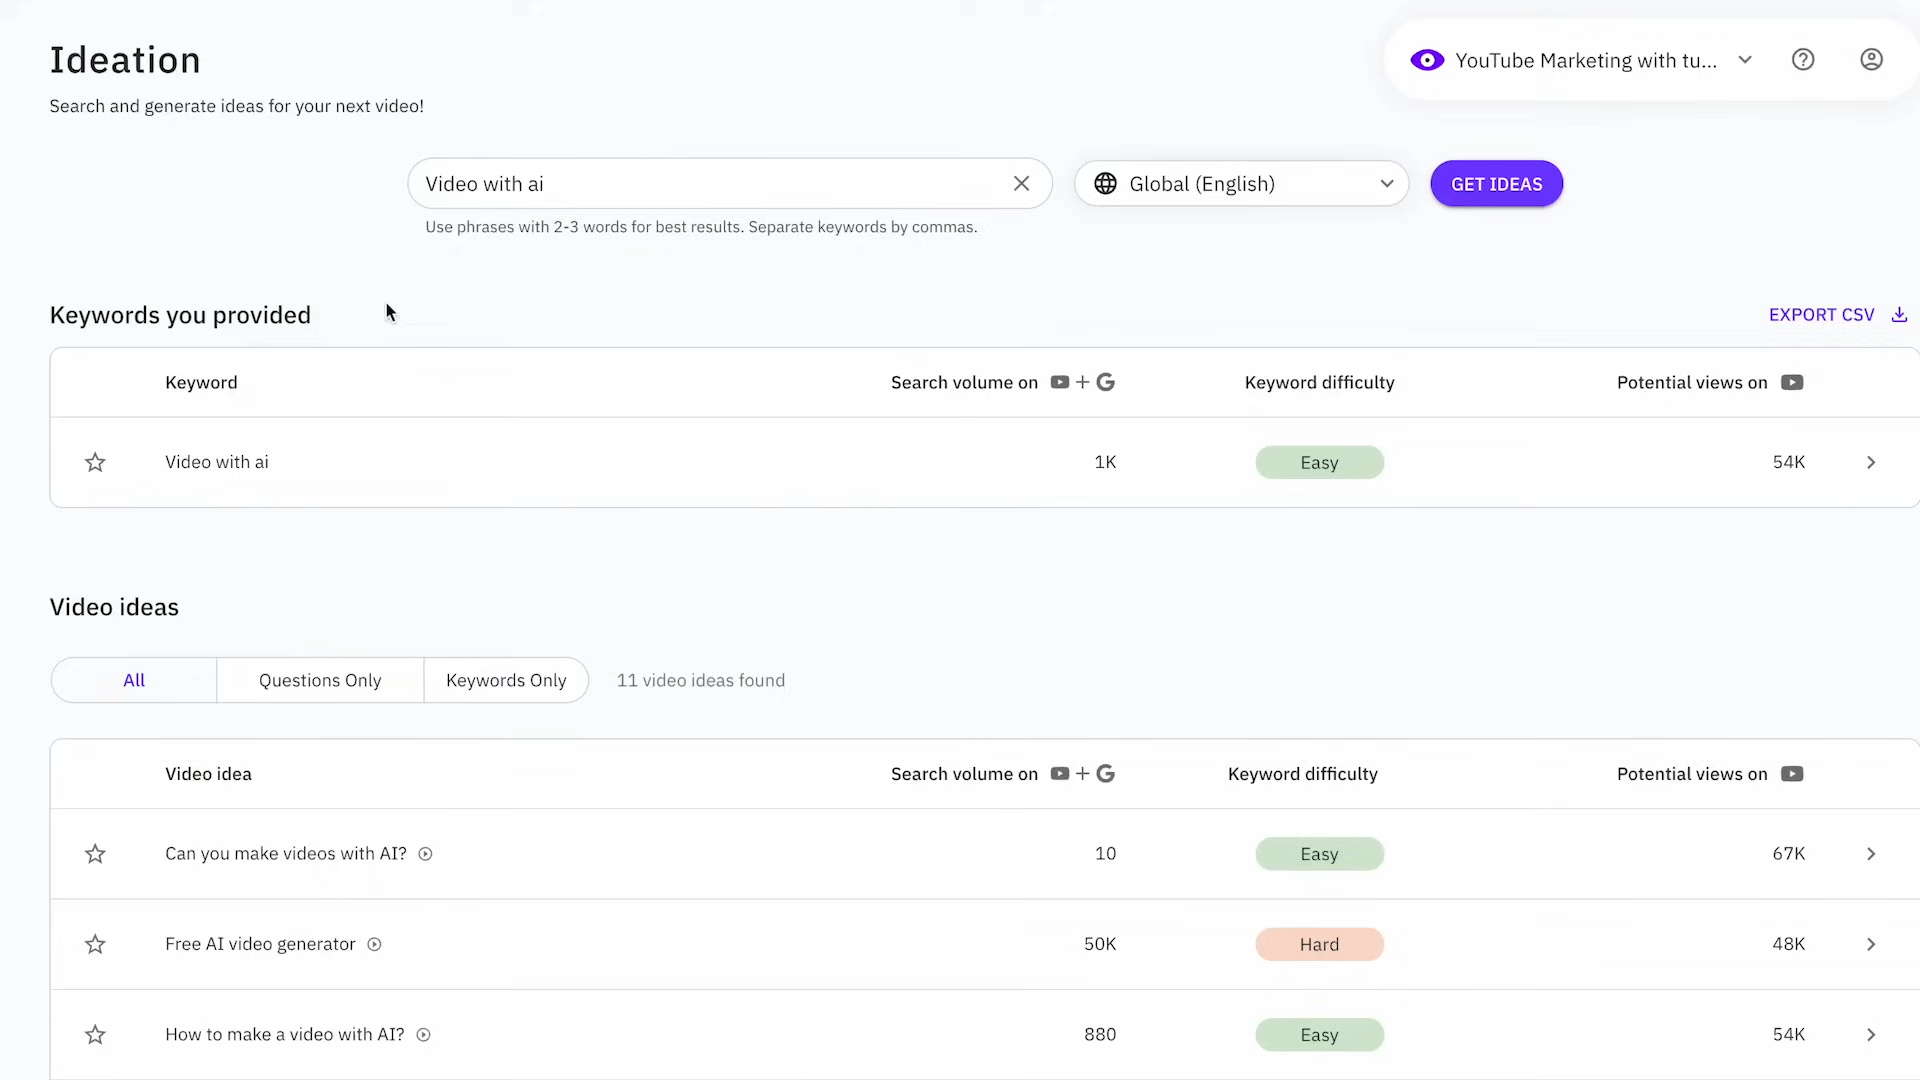 Ideation
YouTube Marketing with tu...
Search and generate ideas for your next video!
Video with ai
Global (English)
GET IDEAS
Use phrases with 2-3 words for best results. Separate keywords by commas.
Keywords you provided
EXPORT CSV
Keyword
Search volume on + G
Keyword difficulty
Potential views on
Video with ai
1K
Easy
54K
Video ideas
All
Questions Only
Keywords Only
11 video ideas found
Video idea
Search volume on + G
Keyword difficulty
Potential views on
Can you make videos with AI?
10
Easy
67K
Free AI video generator
50K
Hard
48K
How to make a video with AI?
880
Easy
54K